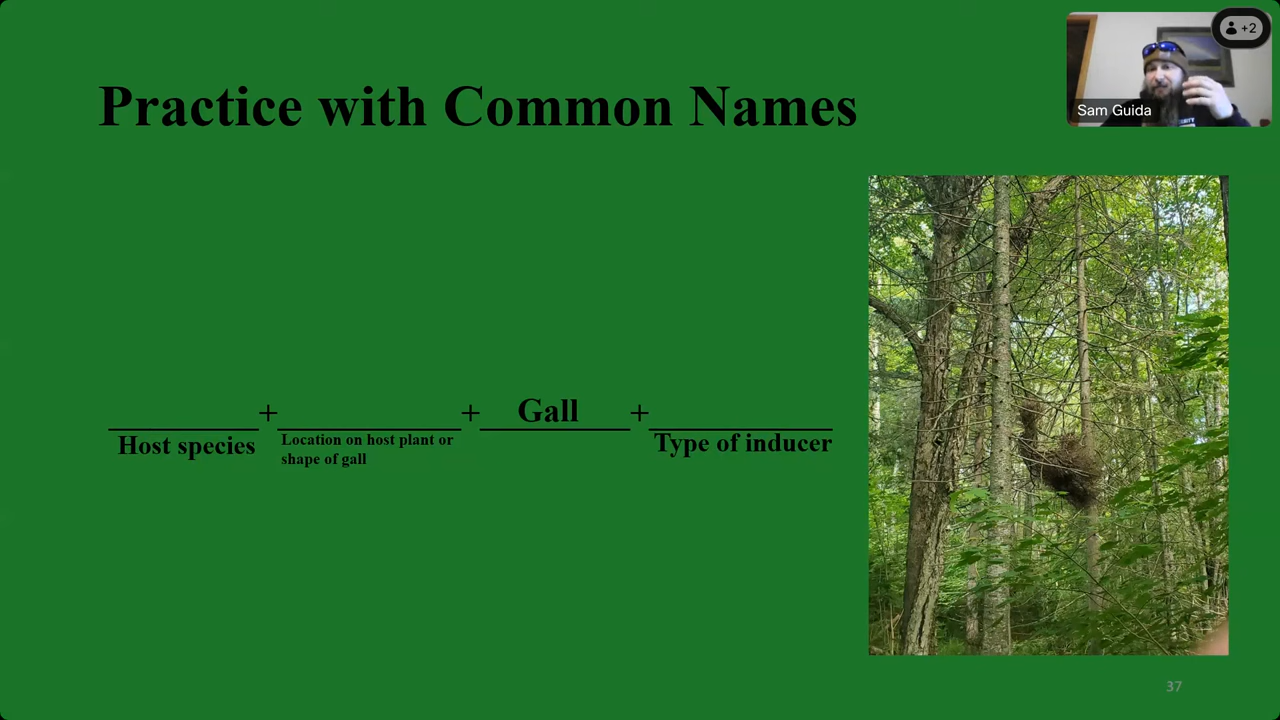 +2
Sam Guida
Practice with Common Names
+ + Gall +
Host species
Location on host plant or
shape of gall
Type of inducer
37